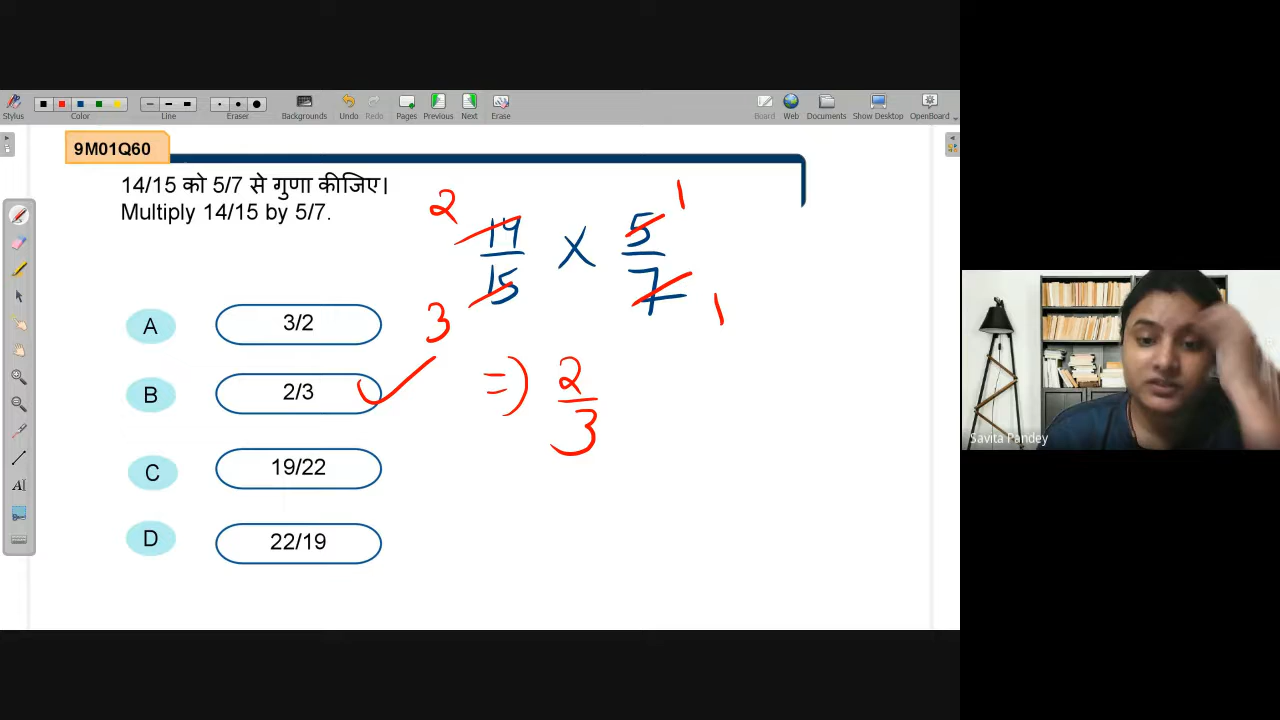 Stylus
Color
Line
Eraser
Backgrounds
Undo
Redo
Pages
Previous
Next
Erase
Board
Web
Documents
Show Desktop
OpenBoard
9M01Q60
14/15 को 5/7 से गुणा कीजिए।
Multiply 14/15 by 5/7.
2
1
14/15 X 5/7
3
1
=) 2/3
A 3/2
B 2/3
C 19/22
D 22/19
Savita Pandey